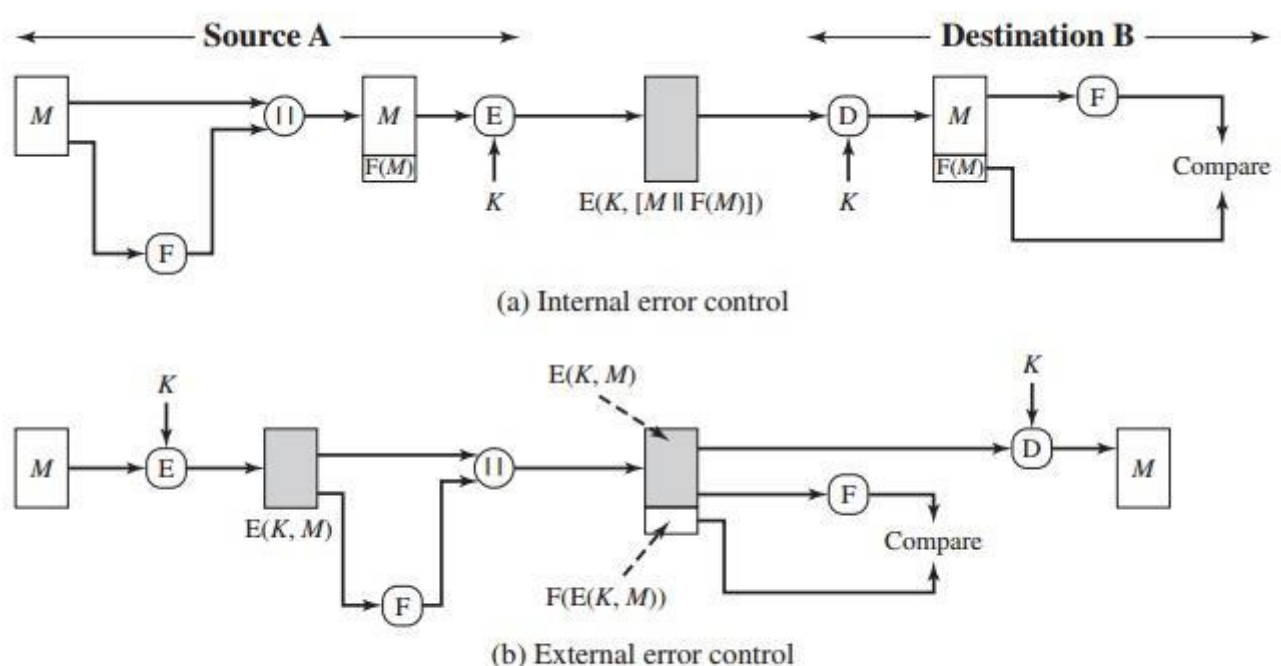 Source A Destination B
M || M E D M F
F(M) F(M) Compare
K E(K, [M || F(M)]) K
F
(a) Internal error control
E(K, M) K
K
M E || D M
F
E(K, M) Compare
F F(E(K, M))
(b) External error control